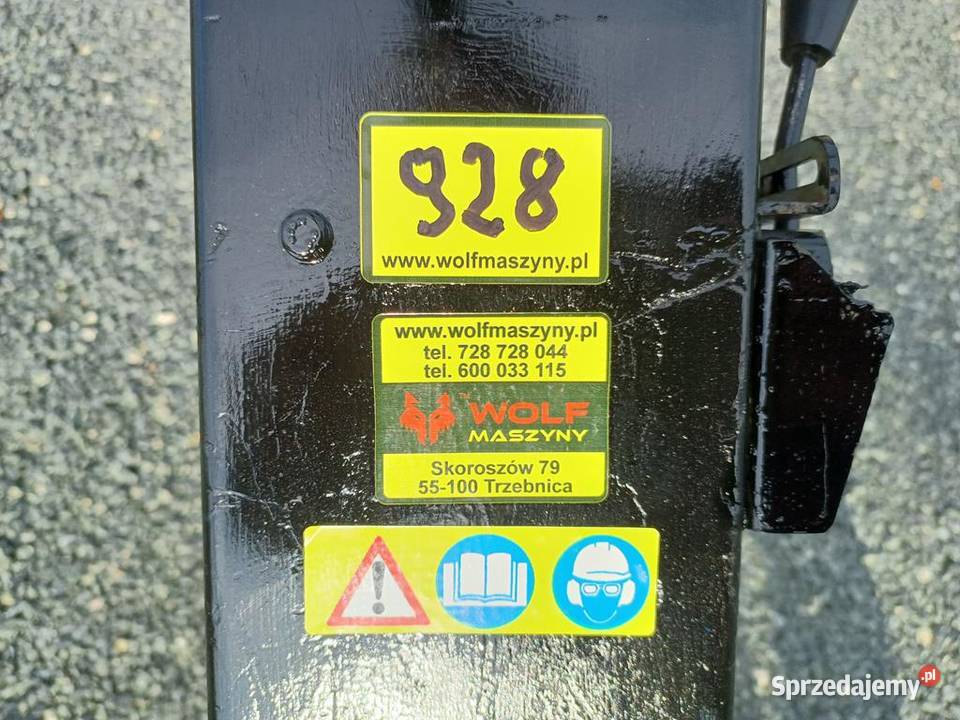 928
www.wolfmaszyny.pl
www.wolfmaszyny.pl
tel. 728 728 044
tel. 600 033 115
WOLF™
MASZYNY
Skoroszów 79
55-100 Trzebnica
Sprzedajemy.pl